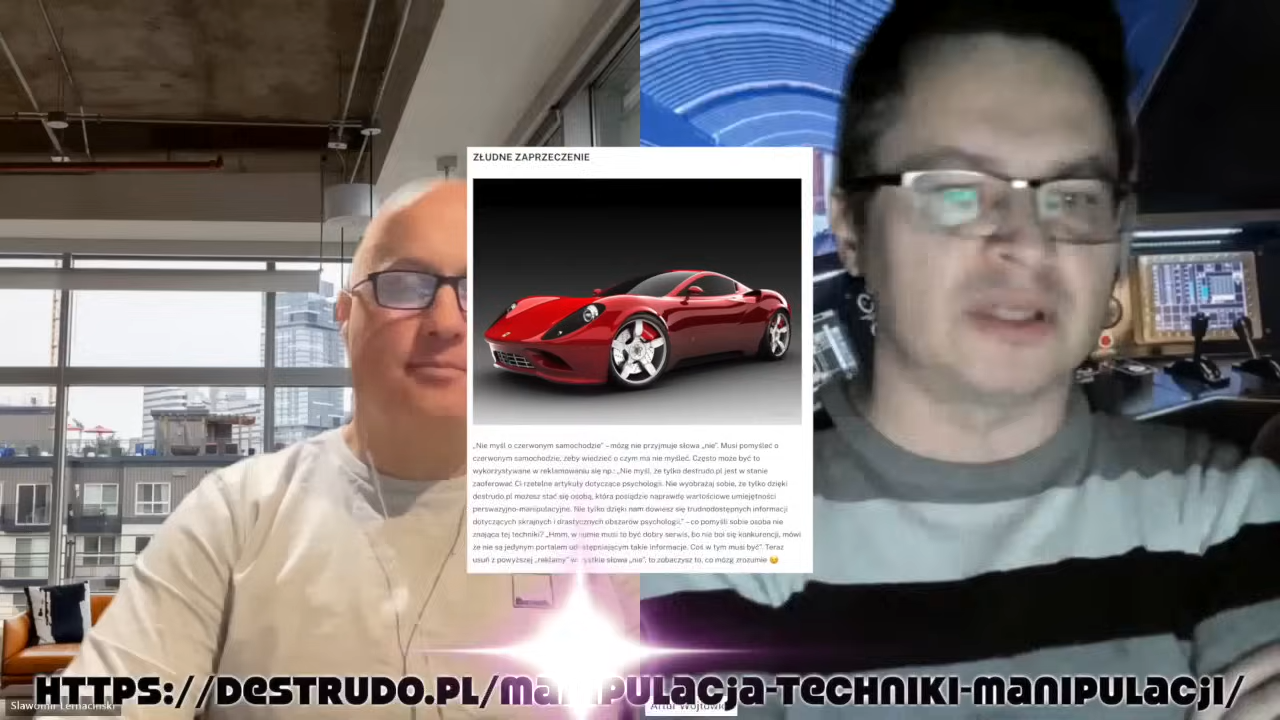 ZŁUDNE ZAPRZECZENIE
„Nie myśl o czerwonym samochodzie” – mózg nie przyjmuje słowa „nie”. Musi pomyśleć o
czerwonym samochodzie, żeby wiedzieć o czym ma nie myśleć. Często może być to
wykorzystywane w reklamowaniu się np.: „Nie myśl, że tylko destrudo.pl jest w stanie
zaoferować Ci rzetelne artykuły dotyczące psychologii. Nie wyobrażaj sobie, że tylko dzięki
destrudo.pl możesz stać się osobą, która posiądzie naprawdę wartościowe umiejętności
perswazyjno-manipulacyjne. Nie tylko dzięki nam dowiesz się trudnodostępnych informacji
dotyczących skrajnych i drastycznych obszarów psychologii.” – co pomyśli sobie osoba nie
znająca tej techniki? „Hmm, w sumie musi to być dobry serwis, bo nie boi się konkurencji, mówi
że nie są jedynym portalem udostępniającym takie informacje. Coś w tym musi być”. Teraz
usuń z powyższej „reklamy” wszystkie słowa „nie”, to zobaczysz to, co mózg zrozumie
HTTPS://DESTRUDO.PL/MANIPULACJA-TECHNIKI-MANIPULACJI/
Sławomir Lernaciński
Artur Wójtowicz